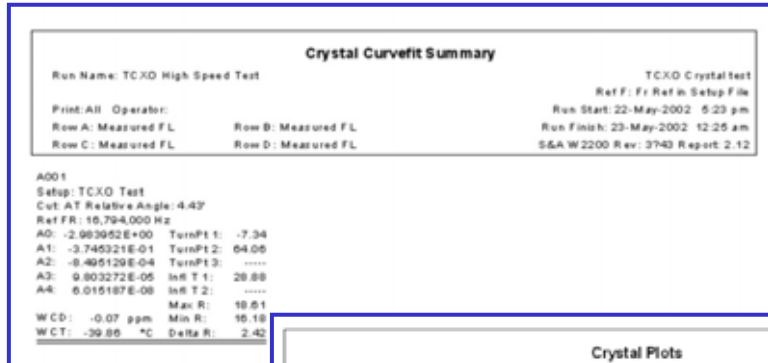 Crystal Curvefit Summary
Run Name: TCXO High Speed Test TCXO Crystal test
Ref F: Fr Ref in Setup File
Print: All Operator: Run Start: 22-May-2002 5:23 pm
Row A: Measured FL Row B: Measured FL Run Finish: 23-May-2002 12:25 am
Row C: Measured FL Row D: Measured FL S&A W2200 Rev: 3743 Report: 2.12
A001
Setup: TCXO Test
Cut: AT Relative Angle: 4.43'
Ref FR: 16,794,000 Hz
A0: -2.983952E+00 TurnPt 1: -7.34
A1: -3.746321E-01 TurnPt 2: 64.06
A2: -8.495129E-04 TurnPt 3: -----
A3: 9.803272E-05 Infl T 1: 28.88
A4: 6.015187E-08 Infl T 2: -----
Max R: 18.61
WCD: -0.07 ppm Min R: 16.18
WCT: -39.86 °C Delta R: 2.42
Crystal Plots